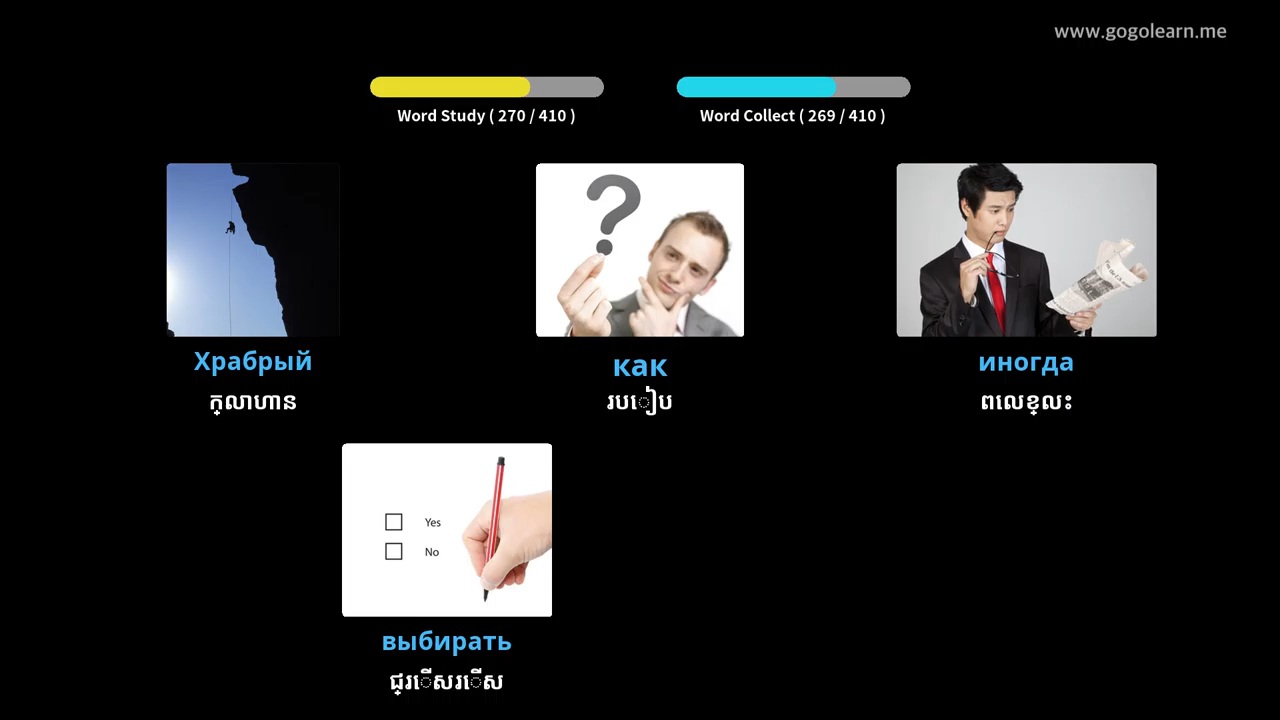 www.gogolearn.me
Word Study ( 270 / 410 )
Word Collect ( 269 / 410 )
Храбрый
как
иногда
ក្លាហាន
របៀប
ពេលខ្លះ
Yes
No
выбирать
ជ្រើសរើស